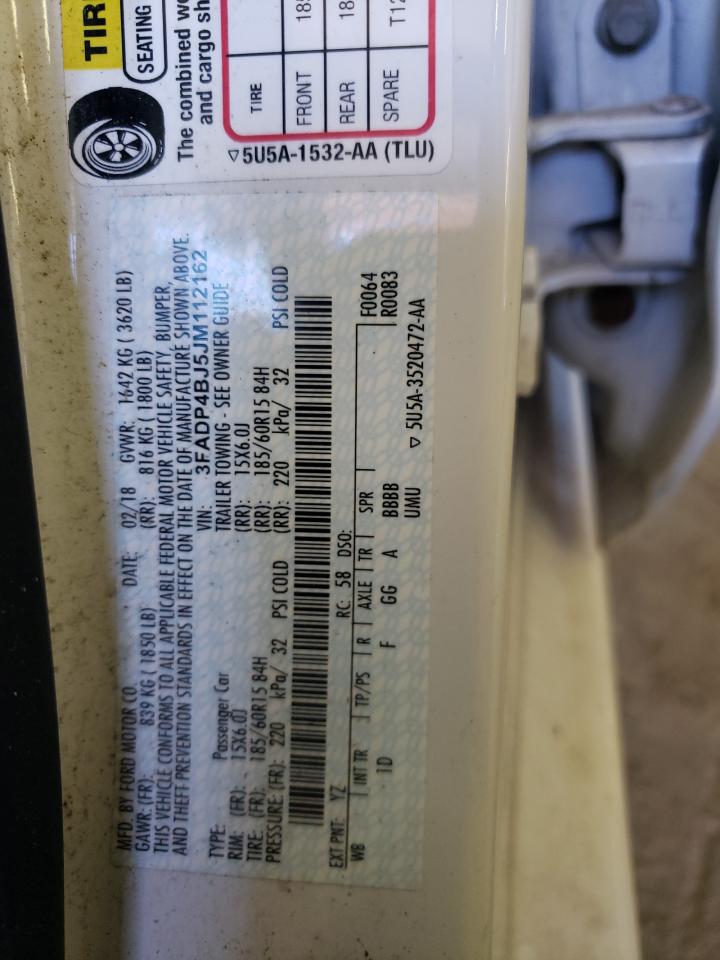 TIR
SEATING
The combined we
and cargo sh
TIRE
FRONT 185
REAR 18
SPARE T12
▽5U5A-1532-AA (TLU)
MFD. BY FORD MOTOR CO. DATE: 02/18 GVWR: 1642 KG ( 3620 LB)
GAWR: (FR): 839 KG ( 1850 LB) (RR): 816 KG ( 1800 LB)
THIS VEHICLE CONFORMS TO ALL APPLICABLE FEDERAL MOTOR VEHICLE SAFETY, BUMPER,
AND THEFT PREVENTION STANDARDS IN EFFECT ON THE DATE OF MANUFACTURE SHOWN ABOVE.
VIN: 3FADP4BJ5JM112162
TYPE: Passenger Car TRAILER TOWING - SEE OWNER GUIDE
RIM: (FR): 15X6.0J (RR): 15X6.0J
TIRE: (FR): 185/60R15 84H (RR): 185/60R15 84H
PRESSURE: (FR): 220 kPa/ 32 PSI COLD (RR): 220 kPa/ 32 PSI COLD
EXT PNT: YZ RC: 58 DSO:
WB INT TR TP/PS R AXLE TR SPR F0064
1D F GG A BBBB R0083
UMU ▽ 5U5A-3520472-AA